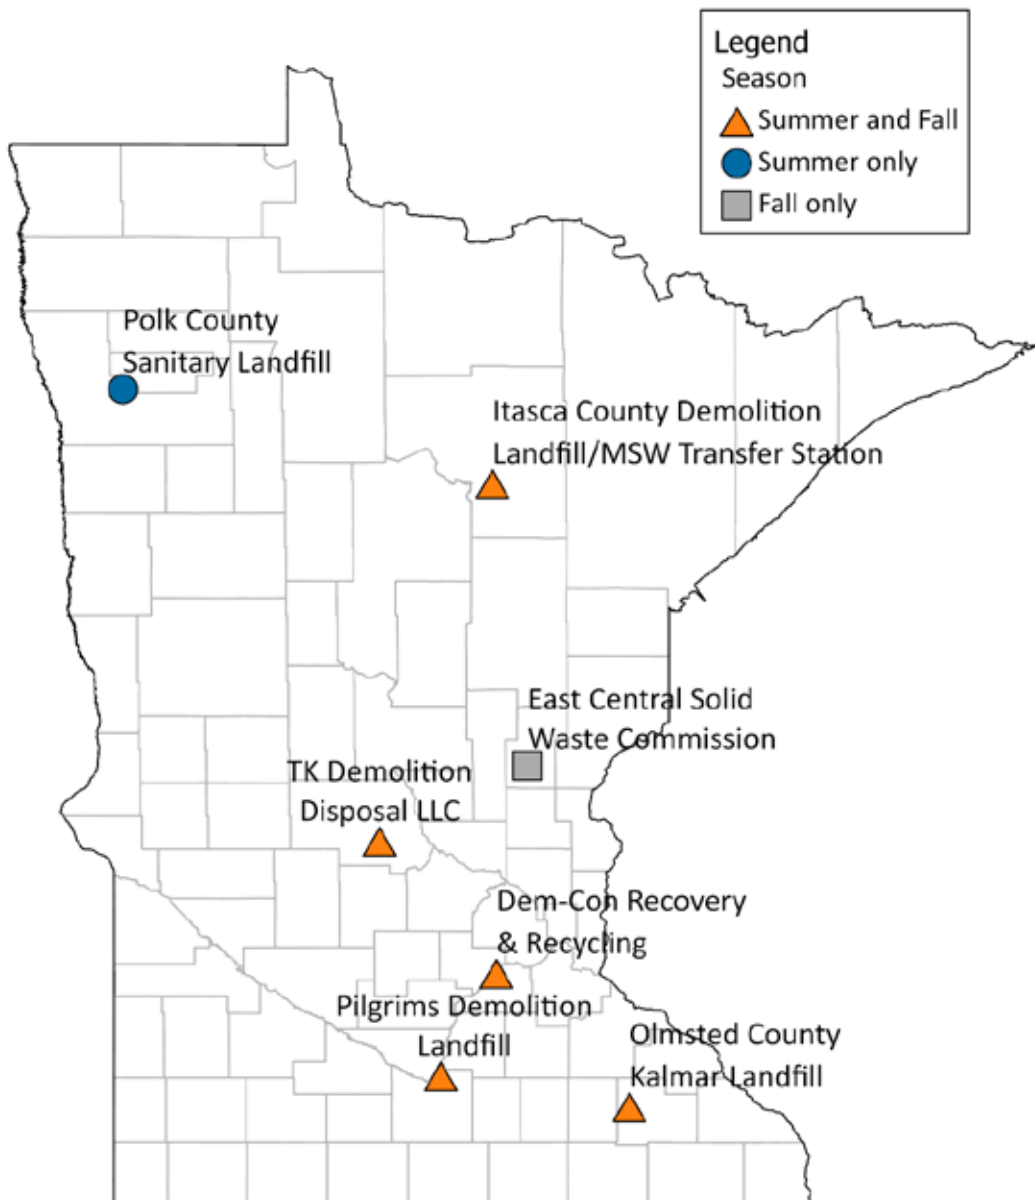 Legend
Season
Summer and Fall
Summer only
Fall only
Polk County
Sanitary Landfill
Itasca County Demolition
Landfill/MSW Transfer Station
East Central Solid
Waste Commission
TK Demolition
Disposal LLC
Dem-Con Recovery
& Recycling
Pilgrims Demolition
Landfill
Olmsted County
Kalmar Landfill